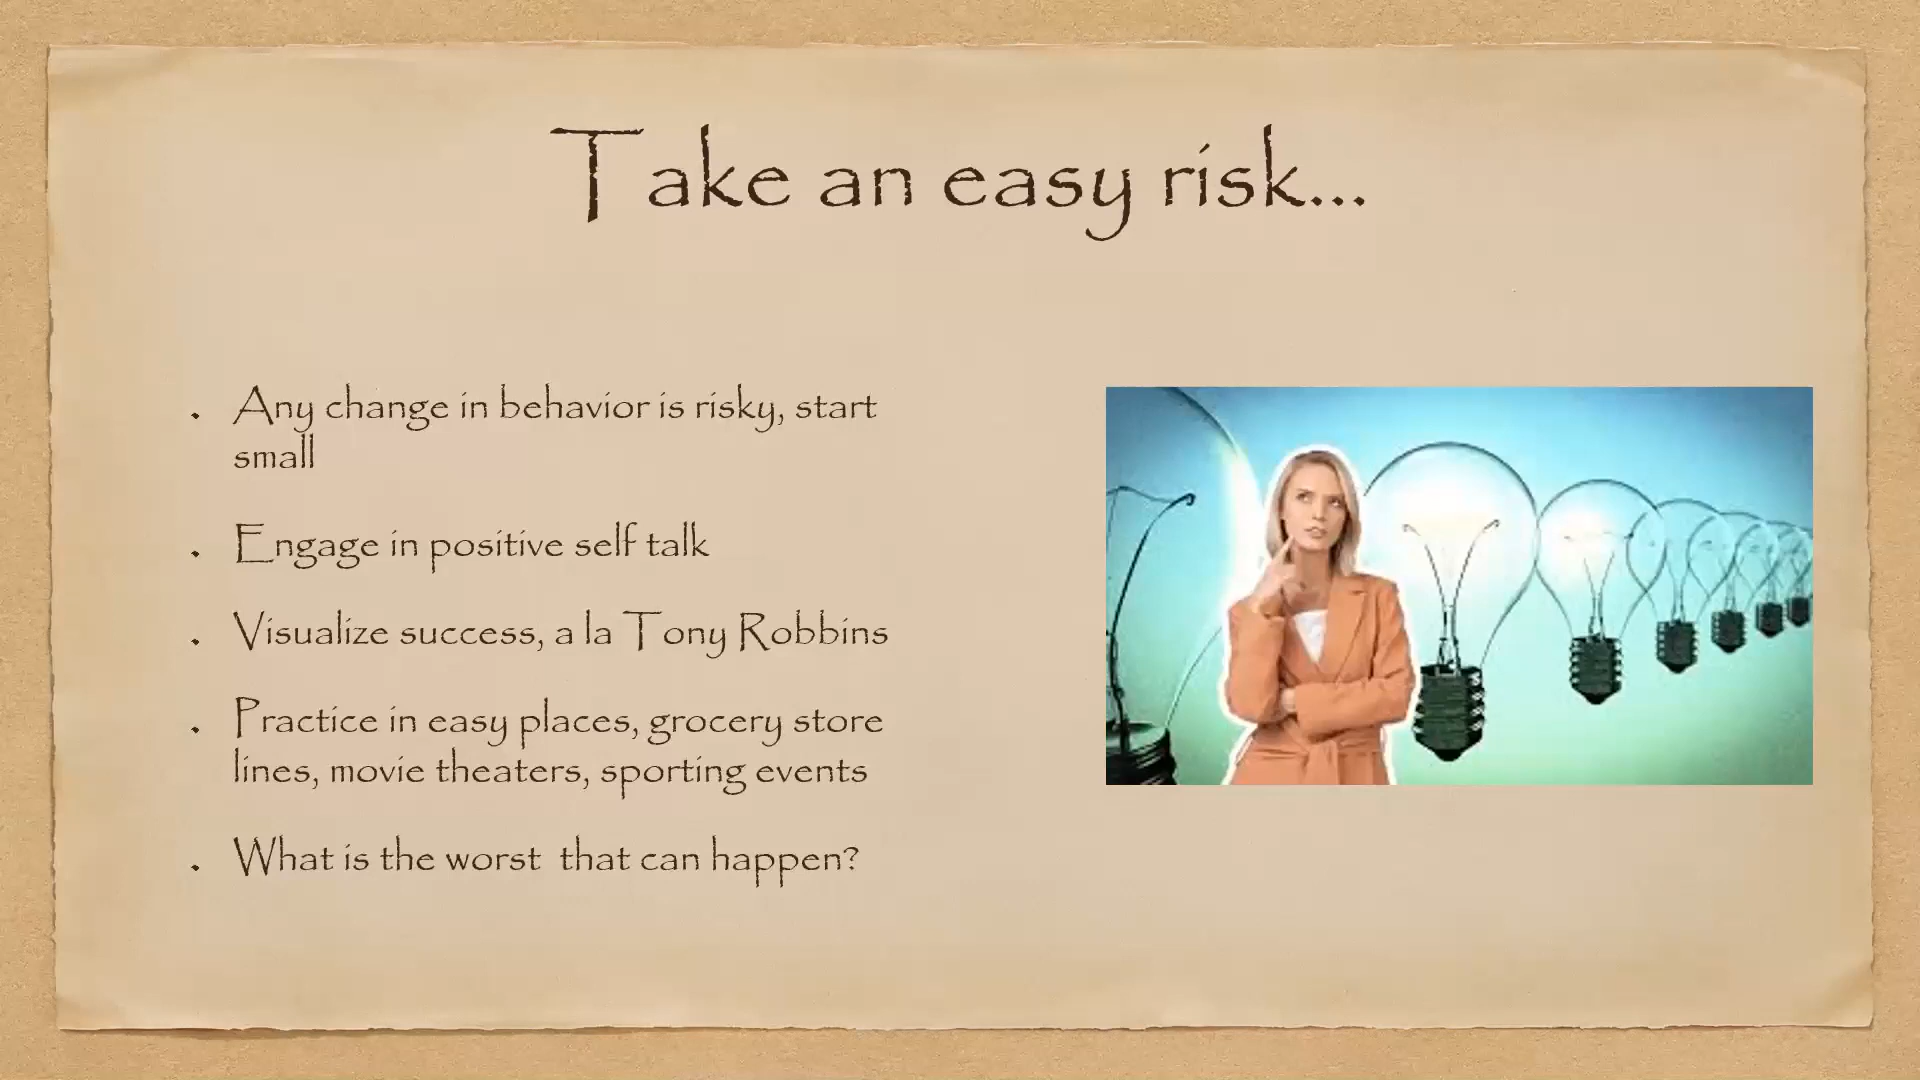 Take an easy risk...
. Any change in behavior is risky, start
small
. Engage in positive self talk
. Visualize success, a la Tony Robbins
. Practice in easy places, grocery store
lines, movie theaters, sporting events
. What is the worst  that can happen?